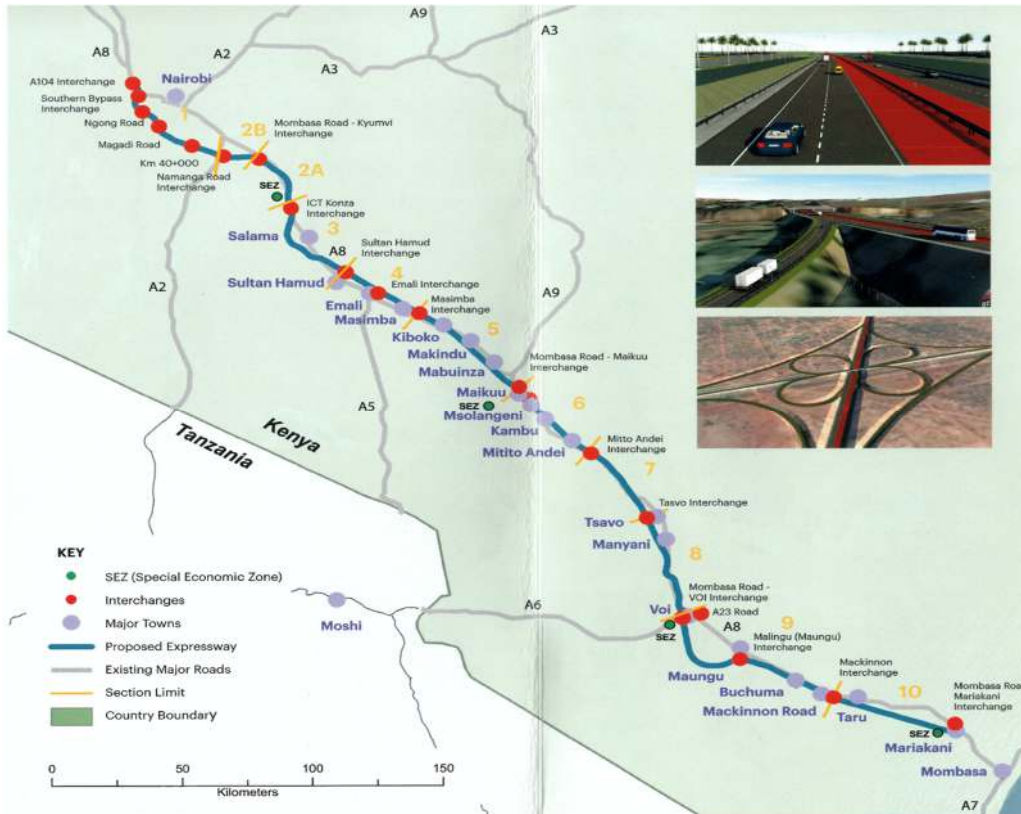 A9
A8
A2
A3
A3
A104 Interchange
Nairobi
Southern Bypass
Interchange
1
Ngong Road
2B
Mombasa Road - Kyumvi
Interchange
Magadi Road
Km 40+000
2A
Namanga Road
Interchange
SEZ
ICT Konza
Interchange
Salama
3
A8
Sultan Hamud
Interchange
A2
Sultan Hamud
4
Emali Interchange
A9
Emali
Masimba
Masimba
Interchange
Kiboko
5
Makindu
Mabuinza
Mombasa Road - Maikuu
Interchange
Maikuu
SEZ
A5
Msolangeni
6
Kambu
Kenya
Tanzania
Mitito Andei
Mitto Andei
Interchange
7
Tasvo Interchange
Tsavo
Manyani
8
KEY
SEZ (Special Economic Zone)
Interchanges
Major Towns
Proposed Expressway
Existing Major Roads
Section Limit
Country Boundary
0 50 100 150
Kilometers
Moshi
A6
Mombasa Road -
VOI Interchange
Voi
A23 Road
SEZ
A8
9
Malingu (Maungu)
Interchange
Maungu
Mackinnon
Interchange
Buchuma
10
Mackinnon Road
Taru
Mombasa Roa
Mariakani
Interchange
SEZ
Mariakani
Mombasa
A7